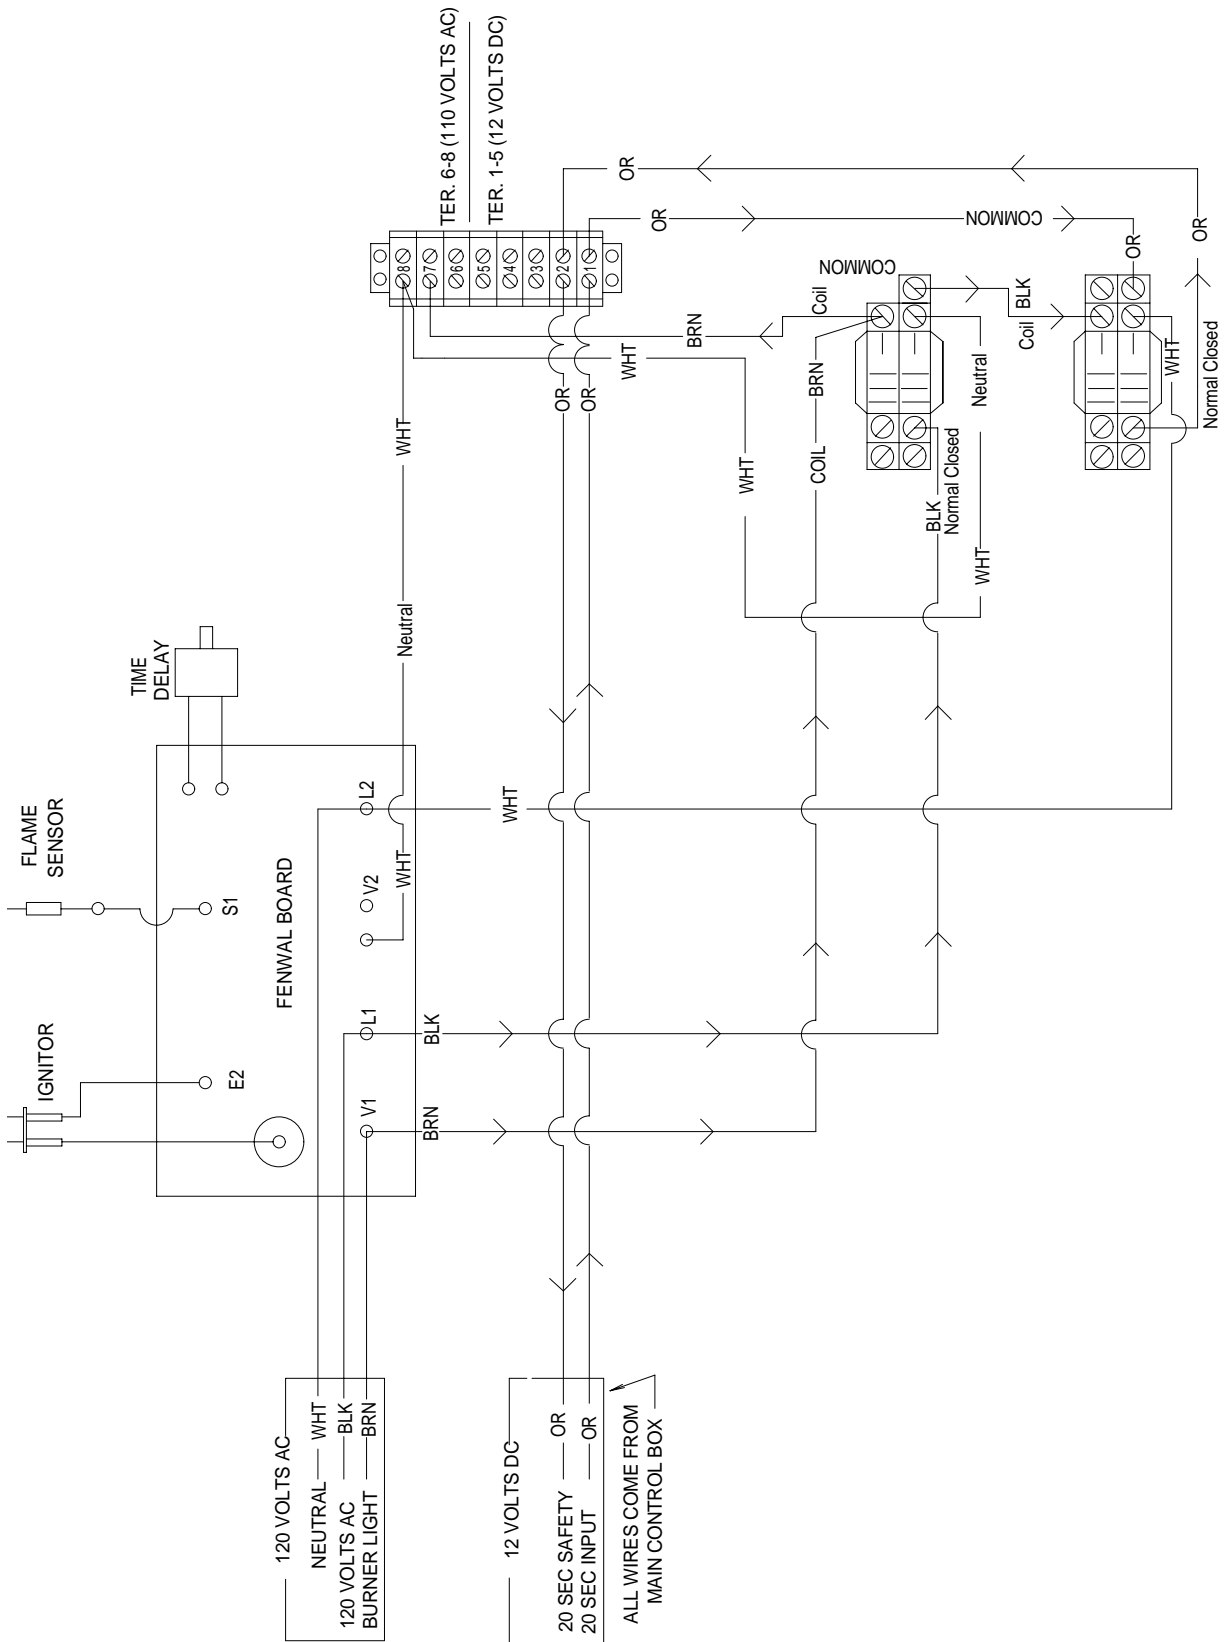 FLAME
SENSOR
IGNITOR
TIME
DELAY
S1
E2
FENWAL BOARD
L2
V2
L1
V1
WHT
BLK
BRN
WHT
WHT
Neutral
WHT
120 VOLTS AC
NEUTRAL
WHT
120 VOLTS AC
BLK
BURNER LIGHT
BRN
12 VOLTS DC
20 SEC SAFETY
OR
20 SEC INPUT
OR
ALL WIRES COME FROM
MAIN CONTROL BOX
TER. 6-8 (110 VOLTS AC)
TER. 1-5 (12 VOLTS DC)
8
7
6
5
4
3
2
1
OR
OR
WHT
BRN
Coil
WHT
COIL
BRN
COMMON
Neutral
WHT
BLK
Normal Closed
BLK
Coil
OR
OR
COMMON
OR
OR
WHT
Normal Closed